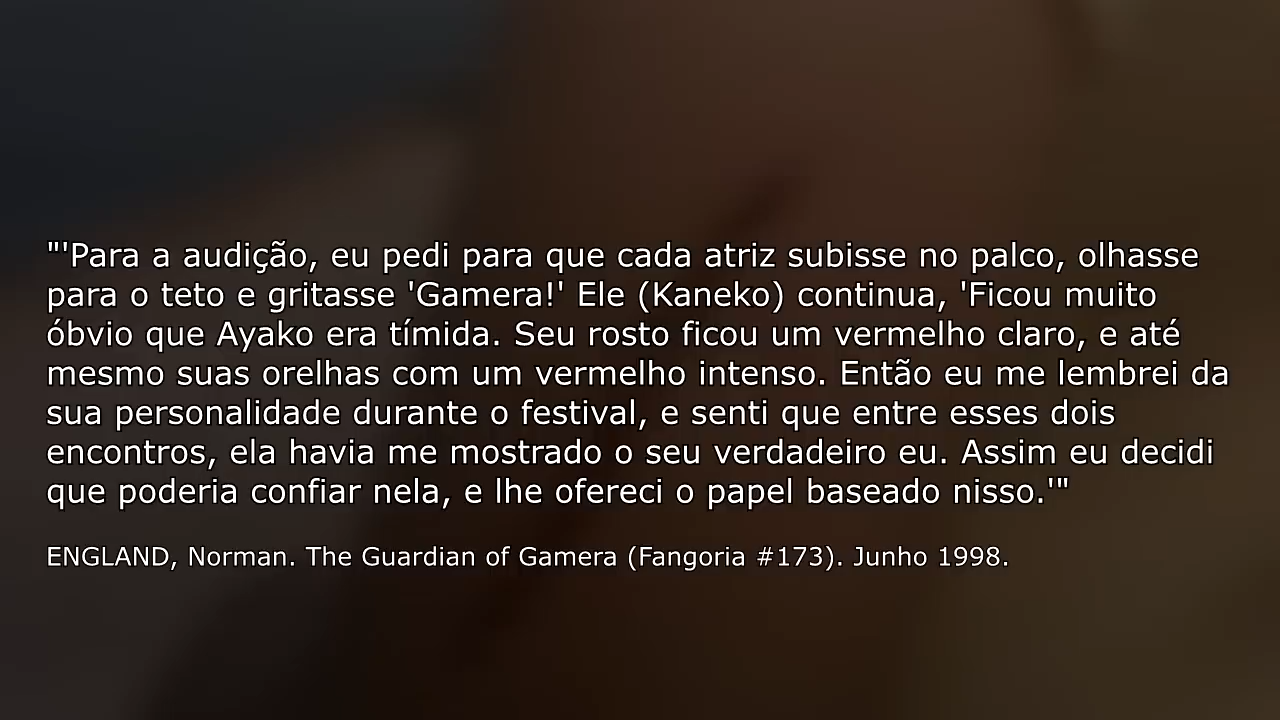 "'Para a audição, eu pedi para que cada atriz subisse no palco, olhasse
para o teto e gritasse 'Gamera!' Ele (Kaneko) continua, 'Ficou muito
óbvio que Ayako era tímida. Seu rosto ficou um vermelho claro, e até
mesmo suas orelhas com um vermelho intenso. Então eu me lembrei da
sua personalidade durante o festival, e senti que entre esses dois
encontros, ela havia me mostrado o seu verdadeiro eu. Assim eu decidi
que poderia confiar nela, e lhe ofereci o papel baseado nisso.'"
ENGLAND, Norman. The Guardian of Gamera (Fangoria #173). Junho 1998.